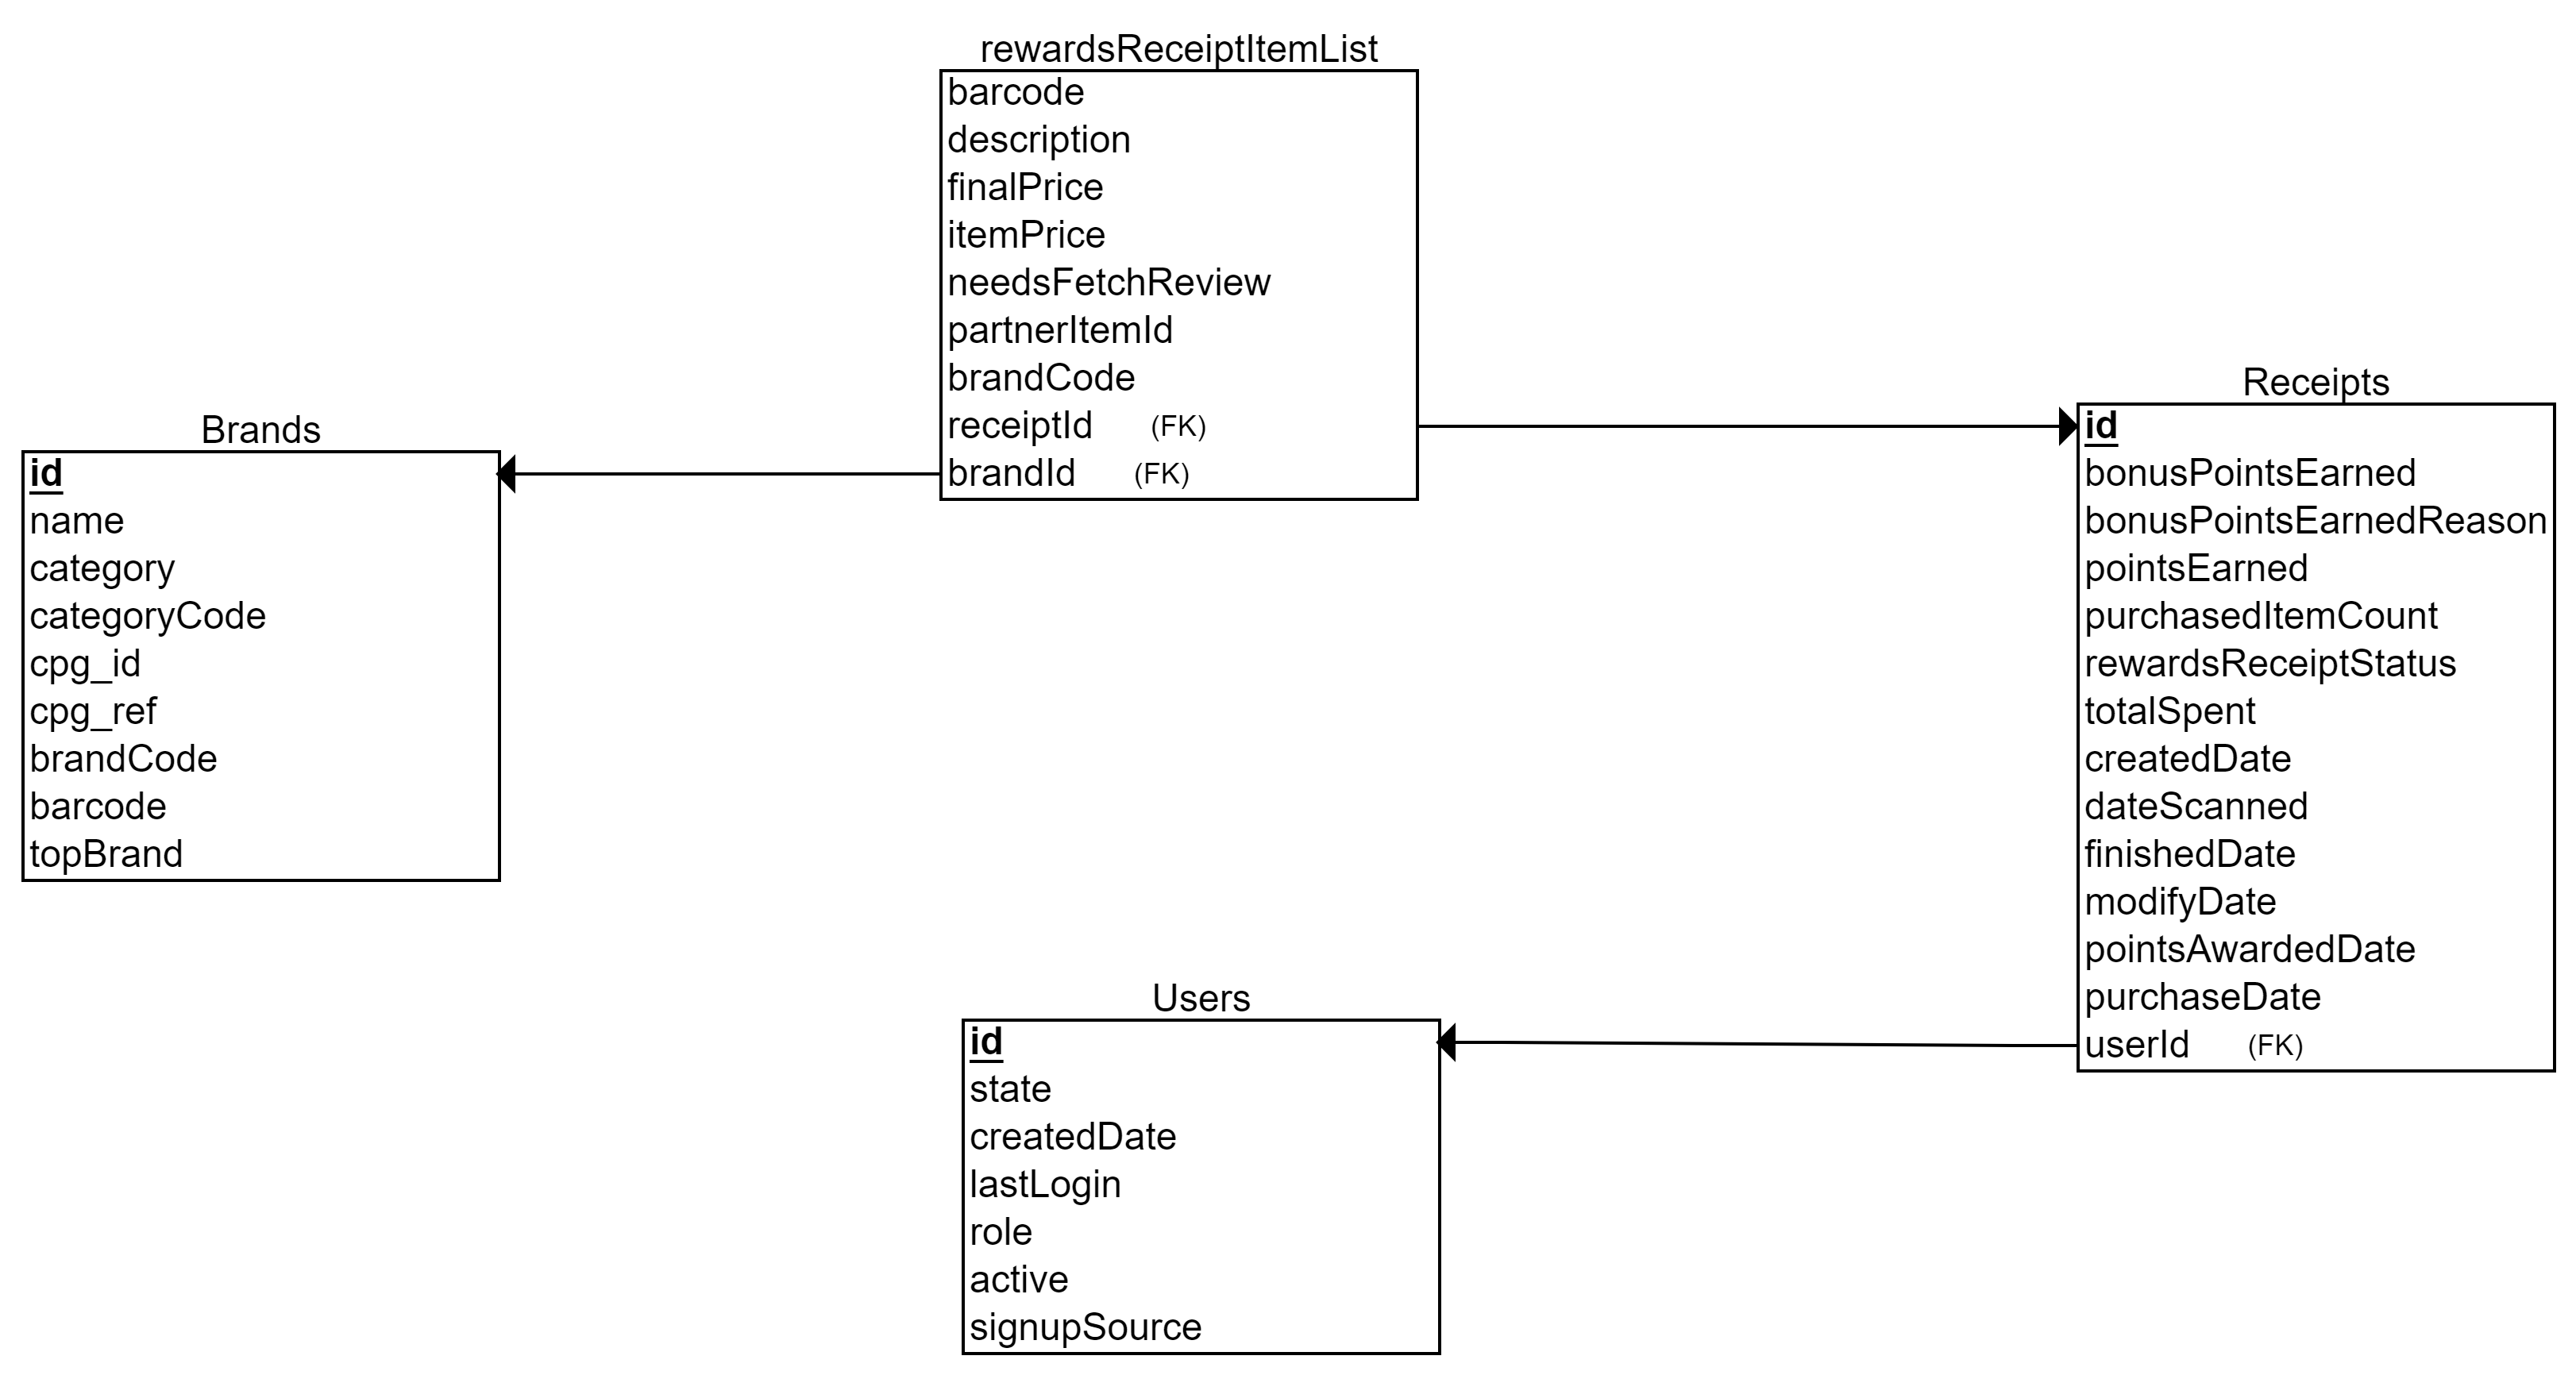 rewardsReceiptItemList
barcode
description
finalPrice
itemPrice
needsFetchReview
partnerItemId
brandCode
receiptId (FK)
brandId (FK)
Brands
id
name
category
categoryCode
cpg_id
cpg_ref
brandCode
barcode
topBrand
Receipts
id
bonusPointsEarned
bonusPointsEarnedReason
pointsEarned
purchasedItemCount
rewardsReceiptStatus
totalSpent
createdDate
dateScanned
finishedDate
modifyDate
pointsAwardedDate
purchaseDate
userId (FK)
Users
id
state
createdDate
lastLogin
role
active
signupSource